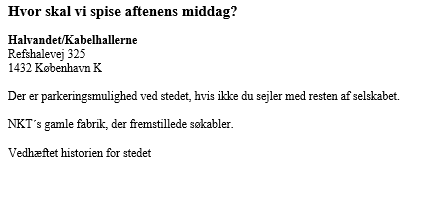 Hvor skal vi spise aftenens middag?
Halvandet/Kabelhallerne
Refshalevej 325
1432 København K
Der er parkeringsmulighed ved stedet, hvis ikke du sejler med resten af selskabet.
NKT´s gamle fabrik, der fremstillede søkabler.
Vedhæftet historien for stedet